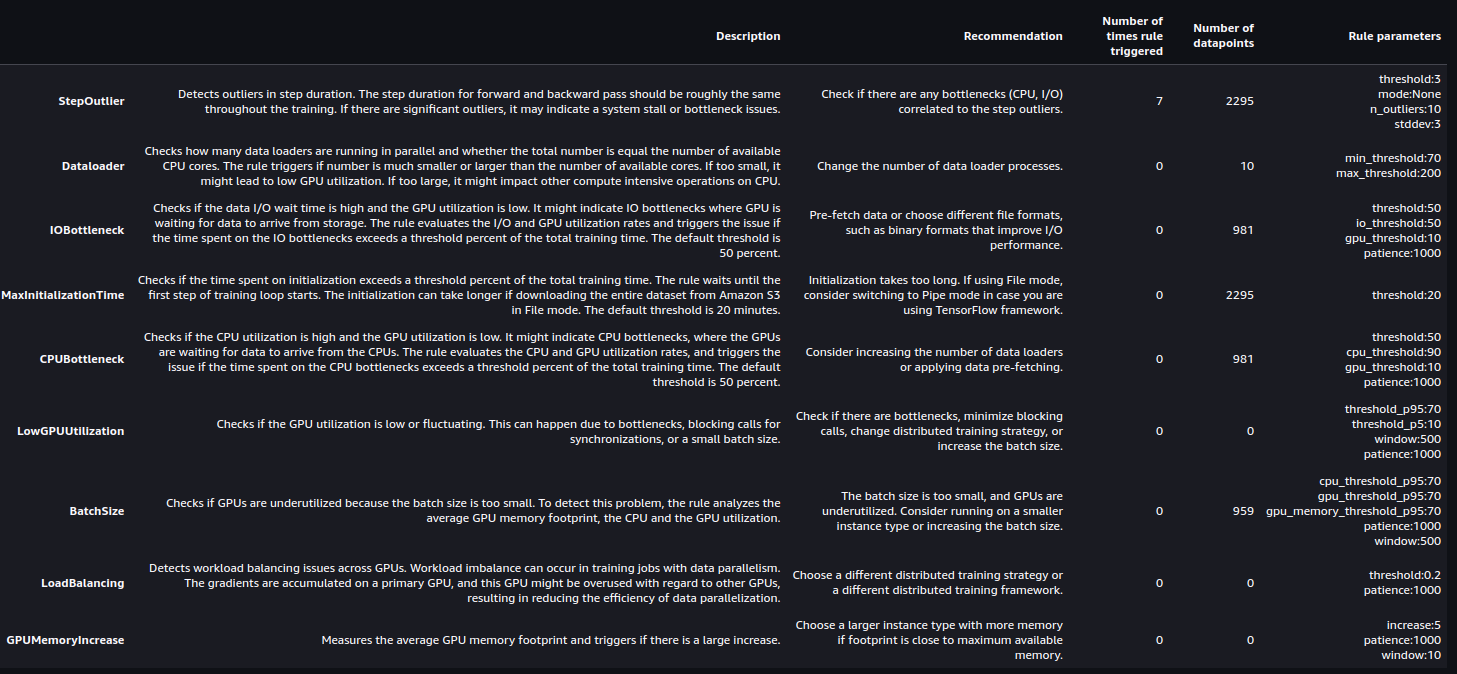 Description Recommendation Number of times rule triggered Number of datapoints Rule parameters
StepOutlier
Detects outliers in step duration. The step duration for forward and backward pass should be roughly the same
throughout the training. If there are significant outliers, it may indicate a system stall or bottleneck issues.
Check if there are any bottlenecks (CPU, I/O)
correlated to the step outliers.
7
2295
threshold:3
mode:None
n_outliers:10
stddev:3
Dataloader
Checks how many data loaders are running in parallel and whether the total number is equal the number of available
CPU cores. The rule triggers if number is much smaller or larger than the number of available cores. If too small, it
might lead to low GPU utilization. If too large, it might impact other compute intensive operations on CPU.
Change the number of data loader processes.
0
10
min_threshold:70
max_threshold:200
IOBottleneck
Checks if the data I/O wait time is high and the GPU utilization is low. It might indicate IO bottlenecks where GPU is
waiting for data to arrive from storage. The rule evaluates the I/O and GPU utilization rates and triggers the issue if
the time spent on the IO bottlenecks exceeds a threshold percent of the total training time. The default threshold is
50 percent.
Pre-fetch data or choose different file formats,
such as binary formats that improve I/O
performance.
0
981
threshold:50
io_threshold:50
gpu_threshold:10
patience:1000
MaxInitializationTime
Checks if the time spent on initialization exceeds a threshold percent of the total training time. The rule waits until the
first step of training loop starts. The initialization can take longer if downloading the entire dataset from Amazon S3
in File mode. The default threshold is 20 minutes.
Initialization takes too long. If using File mode,
consider switching to Pipe mode in case you are
using TensorFlow framework.
0
2295
threshold:20
CPUBottleneck
Checks if the CPU utilization is high and the GPU utilization is low. It might indicate CPU bottlenecks, where the GPUs
are waiting for data to arrive from the CPUs. The rule evaluates the CPU and GPU utilization rates, and triggers the
issue if the time spent on the CPU bottlenecks exceeds a threshold percent of the total training time. The default
threshold is 50 percent.
Consider increasing the number of data loaders
or applying data pre-fetching.
0
981
threshold:50
cpu_threshold:90
gpu_threshold:10
patience:1000
LowGPUUtilization
Checks if the GPU utilization is low or fluctuating. This can happen due to bottlenecks, blocking calls for
synchronizations, or a small batch size.
Check if there are bottlenecks, minimize blocking
calls, change distributed training strategy, or
increase the batch size.
0
0
threshold_p95:70
threshold_p5:10
window:500
patience:1000
BatchSize
Checks if GPUs are underutilized because the batch size is too small. To detect this problem, the rule analyzes the
average GPU memory footprint, the CPU and the GPU utilization.
The batch size is too small, and GPUs are
underutilized. Consider running on a smaller
instance type or increasing the batch size.
0
959
cpu_threshold_p95:70
gpu_threshold_p95:70
gpu_memory_threshold_p95:70
patience:1000
window:500
LoadBalancing
Detects workload balancing issues across GPUs. Workload imbalance can occur in training jobs with data parallelism.
The gradients are accumulated on a primary GPU, and this GPU might be overused with regard to other GPUs,
resulting in reducing the efficiency of data parallelization.
Choose a different distributed training strategy or
a different distributed training framework.
0
0
threshold:0.2
patience:1000
GPUMemoryIncrease
Measures the average GPU memory footprint and triggers if there is a large increase.
Choose a larger instance type with more memory
if footprint is close to maximum available
memory.
0
0
increase:5
patience:1000
window:10